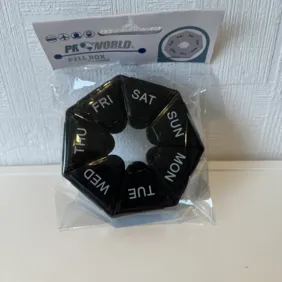 PROWORLD
PILL BOX
SAT
SUN
MON
TUE
WED
THU
FRI